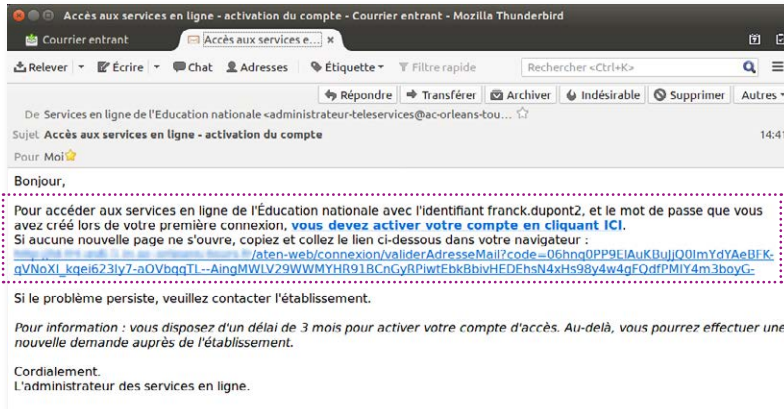 Accès aux services en ligne - activation du compte - Courrier entrant - Mozilla Thunderbird
Courrier entrant
Accès aux services e...
Relever
Écrire
Chat
Adresses
Étiquette
Filtre rapide
Rechercher <Ctrl+K>
Répondre
Transférer
Archiver
Indésirable
Supprimer
Autres
De Services en ligne de l'Education nationale <administrateur-teleservices@ac-orleans-tou...
Sujet Accès aux services en ligne - activation du compte
14:41
Pour Moi
Bonjour,
Pour accéder aux services en ligne de l'Éducation nationale avec l'identifiant franck.dupont2, et le mot de passe que vous
avez créé lors de votre première connexion, vous devez activer votre compte en cliquant ICI.
Si aucune nouvelle page ne s'ouvre, copiez et collez le lien ci-dessous dans votre navigateur :
/aten-web/connexion/validerAdresseMail?code=06hnq0PP9ElAuKBuJjQ0ImYdYAeBFK-
qVNoXI_kqei623Iy7-aOVbqqTL--AingMWLV29WWMYHR91BCnGyRPiwtEbkBbivHEDEhsN4xHs98y4w4gFQdfPMlY4m3boyG-
Si le problème persiste, veuillez contacter l'établissement.
Pour information : vous disposez d'un délai de 3 mois pour activer votre compte d'accès. Au-delà, vous pourrez effectuer une
nouvelle demande auprès de l'établissement.
Cordialement.
L'administrateur des services en ligne.